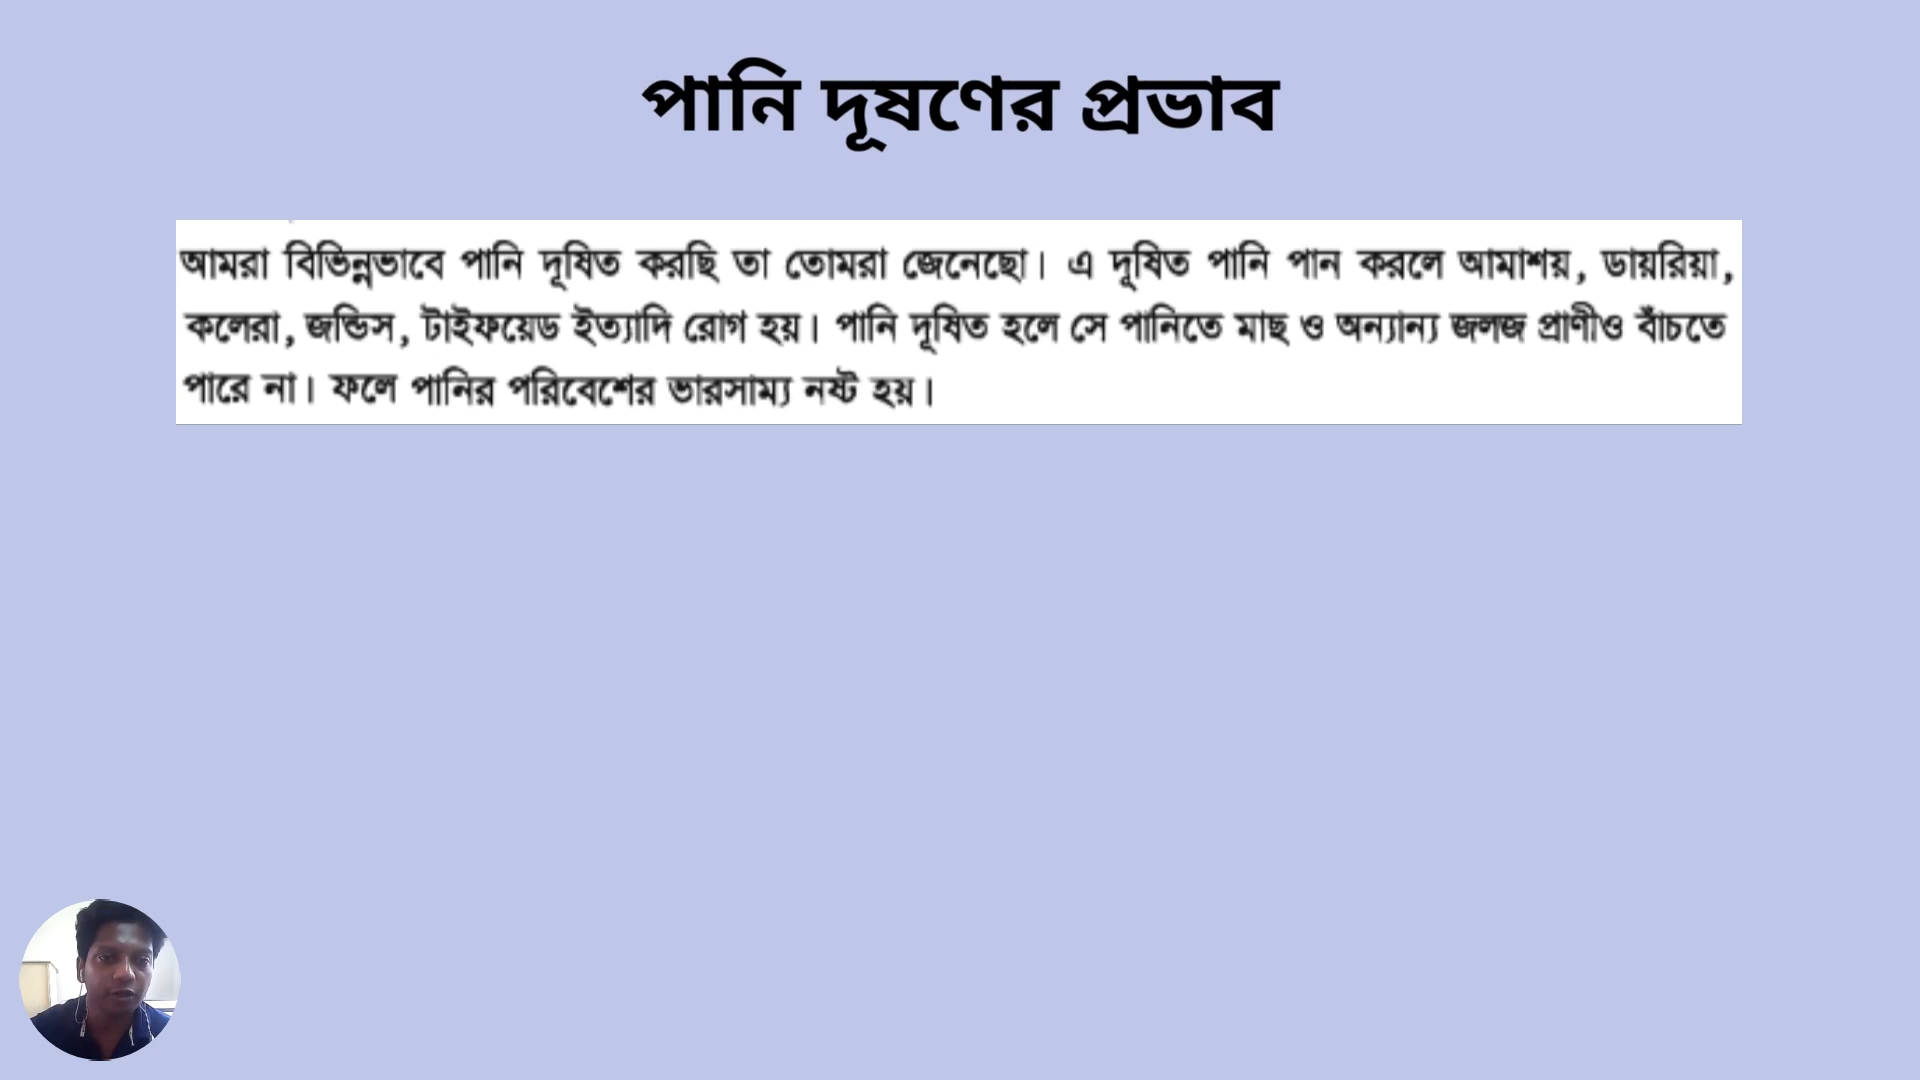 পানি দূষণের প্রভাব
আমরা বিভিন্নভাবে পানি দূষিত করছি তা তোমরা জেনেছো। এ দূষিত পানি পান করলে আমাশয়, ডায়রিয়া,
কলেরা, জন্ডিস, টাইফয়েড ইত্যাদি রোগ হয়। পানি দূষিত হলে সে পানিতে মাছ ও অন্যান্য জলজ প্রাণীও বাঁচতে
পারে না। ফলে পানির পরিবেশের ভারসাম্য নষ্ট হয়।